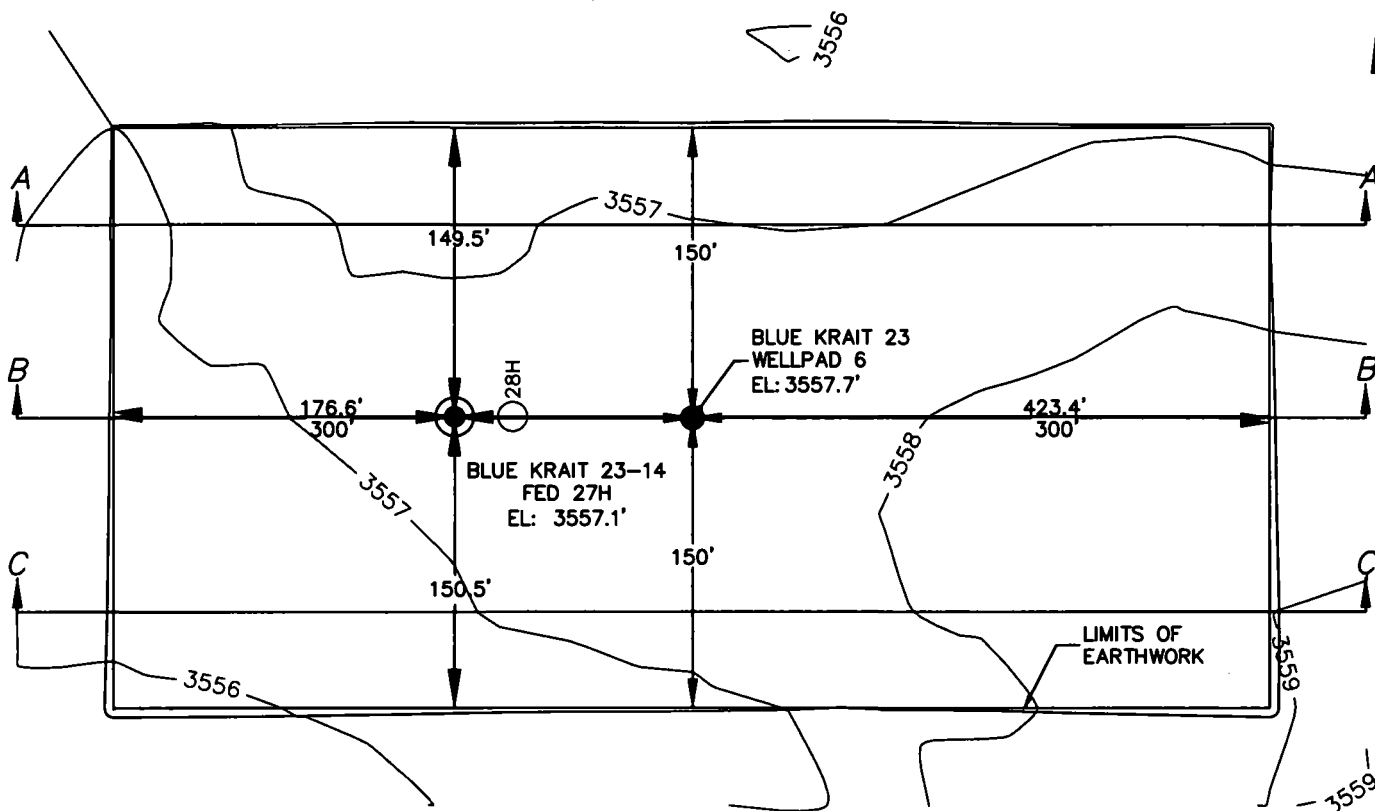 3556
A
A
3557
149.5'
150'
BLUE KRAIT 23
WELLPAD 6
EL: 3557.7'
B
B
28H
176.6'
300'
423.4'
300'
BLUE KRAIT 23-14
FED 27H
EL: 3557.1'
3557
3558
C
C
150.5'
150'
LIMITS OF
EARTHWORK
3556
3559
3559